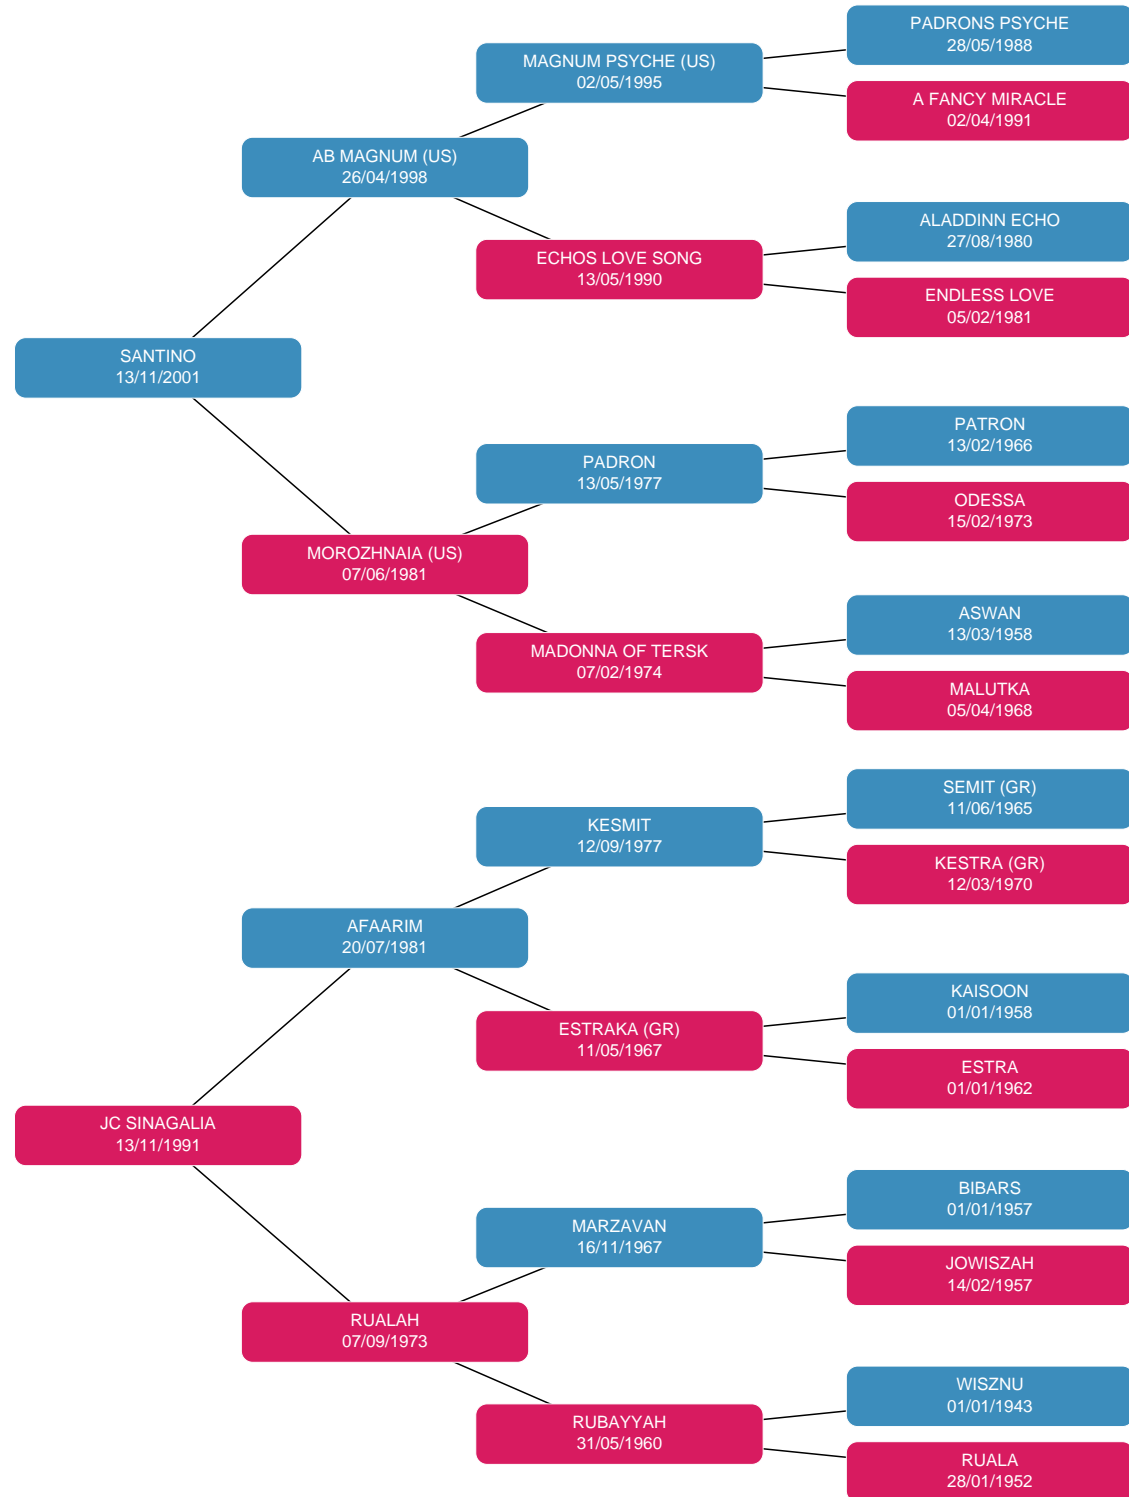 PADRONS PSYCHE
28/05/1988
MAGNUM PSYCHE (US)
02/05/1995
A FANCY MIRACLE
02/04/1991
AB MAGNUM (US)
26/04/1998
ALADDINN ECHO
27/08/1980
ECHOS LOVE SONG
13/05/1990
ENDLESS LOVE
05/02/1981
SANTINO
13/11/2001
PATRON
13/02/1966
PADRON
13/05/1977
ODESSA
15/02/1973
MOROZHNAIA (US)
07/06/1981
ASWAN
13/03/1958
MADONNA OF TERSK
07/02/1974
MALUTKA
05/04/1968
SEMIT (GR)
11/06/1965
KESMIT
12/09/1977
KESTRA (GR)
12/03/1970
AFAARIM
20/07/1981
KAISOON
01/01/1958
ESTRAKA (GR)
11/05/1967
ESTRA
01/01/1962
JC SINAGALIA
13/11/1991
BIBARS
01/01/1957
MARZAVAN
16/11/1967
JOWISZAH
14/02/1957
RUALAH
07/09/1973
WISZNU
01/01/1943
RUBAYYAH
31/05/1960
RUALA
28/01/1952